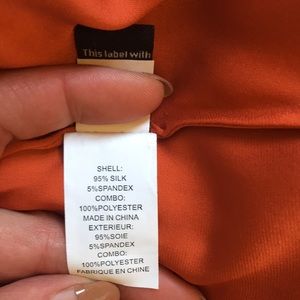 This label with
SHELL:
95% SILK
5%SPANDEX
COMBO:
100%POLYESTER
MADE IN CHINA
EXTERIEUR:
95%SOIE
5%SPANDEX
COMBO:
100%POLYESTER
FABRIQUE EN CHINE